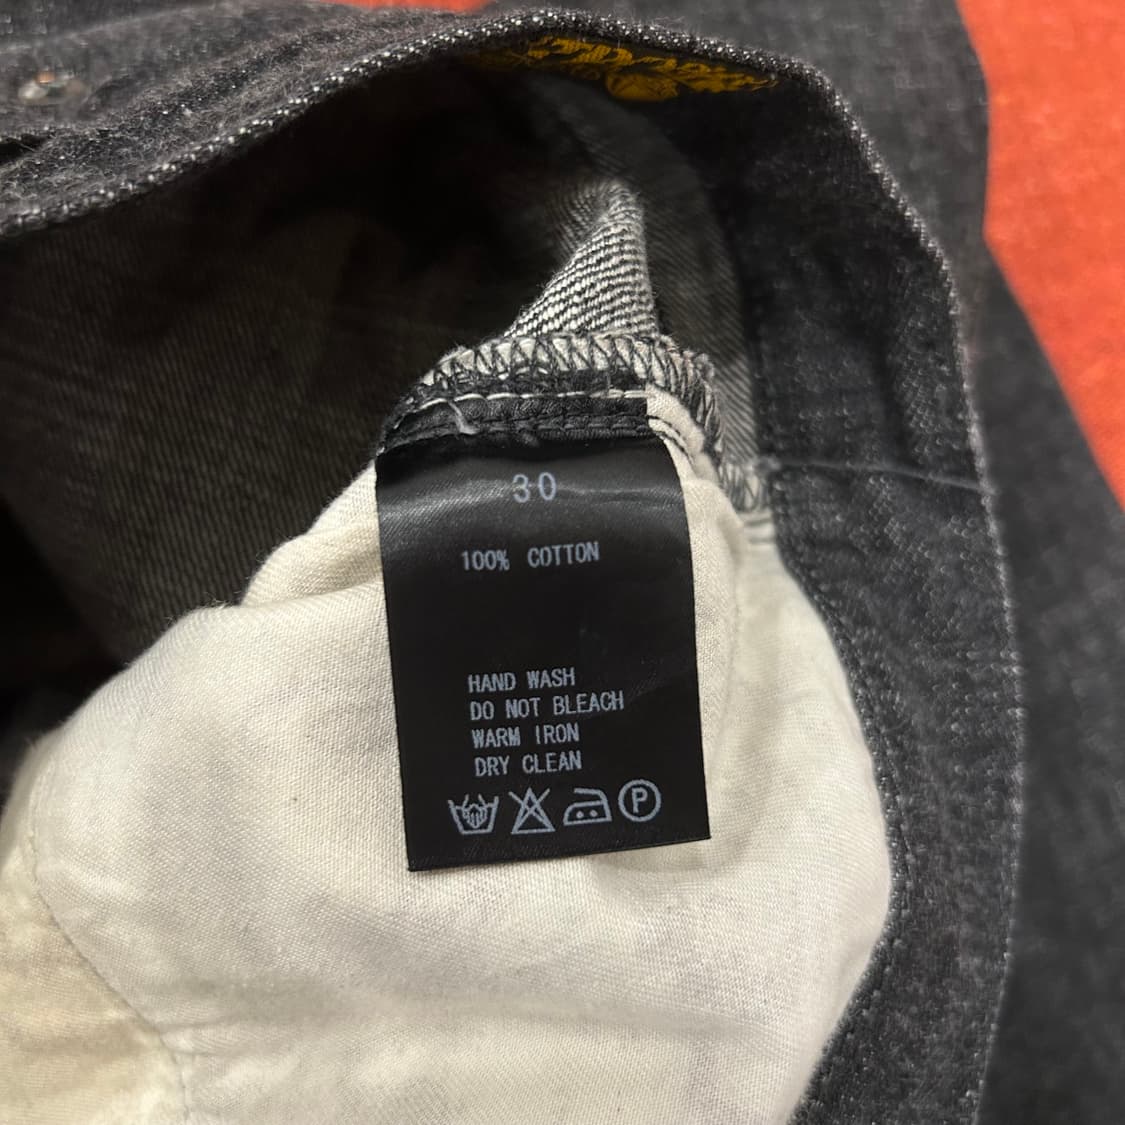 30
100% COTTON
HAND WASH
DO NOT BLEACH
WARM IRON
DRY CLEAN
P